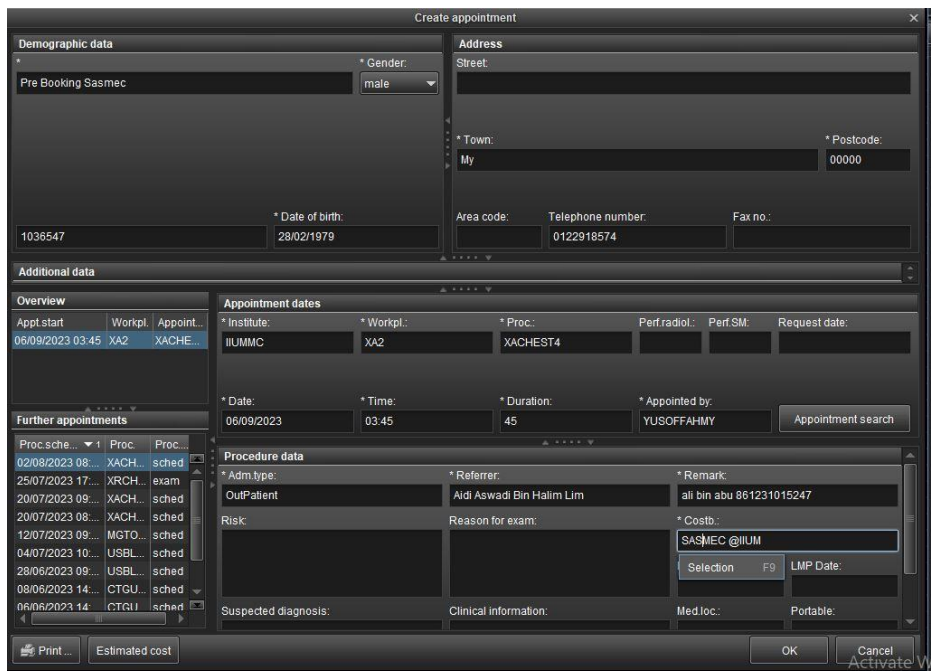 Create appointment
Demographic data
* * Gender:
Pre Booking Sasmec male
* Date of birth:
1036547 28/02/1979
Address
Street:
* Town: * Postcode:
My 00000
Area code: Telephone number: Fax no.:
0122918574
Additional data
Overview
Appt.start Workpl. Appoint...
06/09/2023 03:45 XA2 XACHE...
Further appointments
Proc.sche... 1 Proc. Proc....
02/08/2023 08:... XACH... sched
25/07/2023 17:... XRCH... exam
20/07/2023 09:... XACH... sched
20/07/2023 08:... XACH... sched
12/07/2023 09:... MGTO... sched
04/07/2023 10:... USBL... sched
28/06/2023 09:... USBL... sched
08/06/2023 14:... CTGU... sched
06/06/2023 14: CTGU sched
Appointment dates
* Institute: * Workpl.: * Proc.: Perf.radiol.: Perf.SM: Request date:
IIUMMC XA2 XACHEST4
* Date: * Time: * Duration: * Appointed by:
06/09/2023 03:45 45 YUSOFFAHMY Appointment search
Procedure data
* Adm.type: * Referrer: * Remark:
OutPatient Aidi Aswadi Bin Halim Lim ali bin abu 861231015247
Risk: Reason for exam: * Costb.:
SASMEC @IIUM
Selection F9 LMP Date:
Suspected diagnosis: Clinical information: Med.loc.: Portable:
Print ... Estimated cost OK Cancel
Activate W